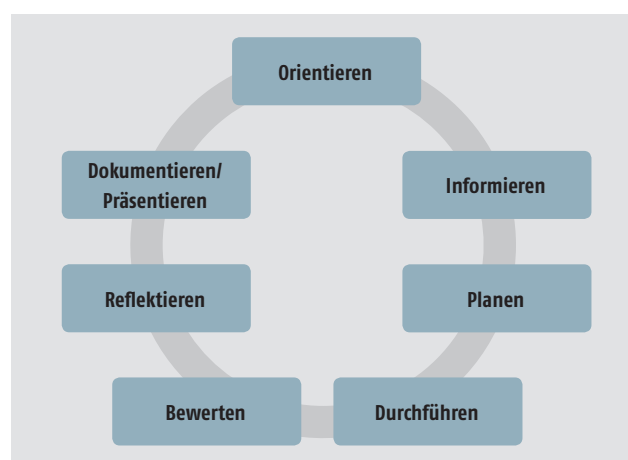 Orientieren
Informieren
Planen
Durchführen
Bewerten
Reflektieren
Dokumentieren/
Präsentieren